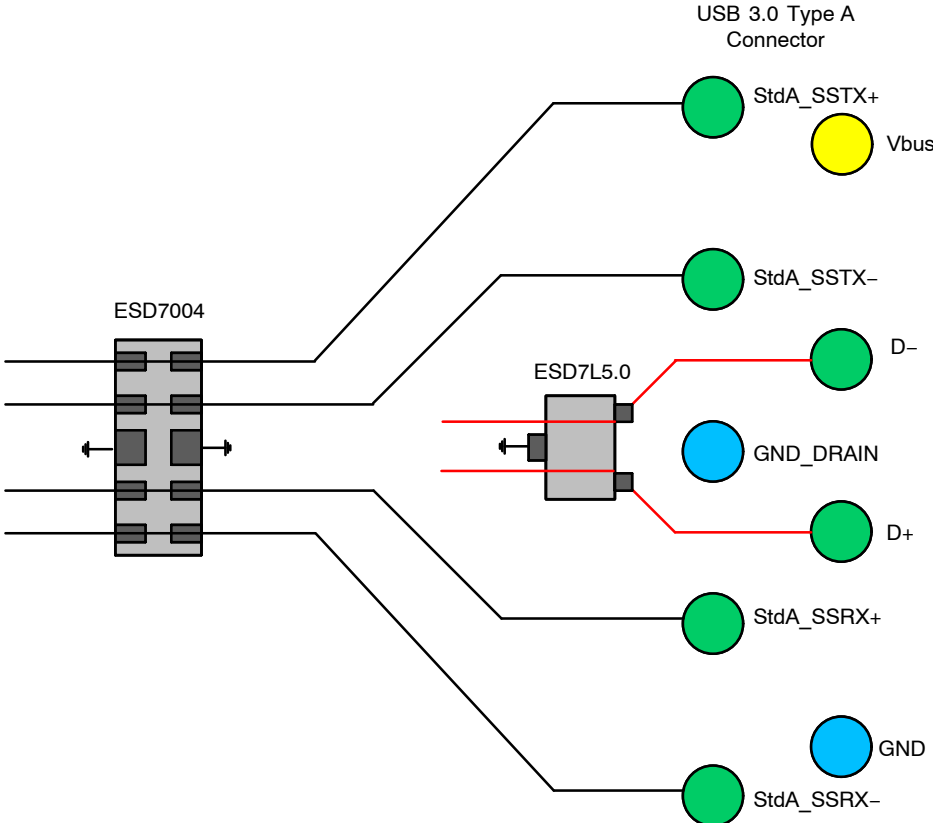 USB 3.0 Type A
Connector
StdA_SSTX+
Vbus
StdA_SSTX−
ESD7004
D−
ESD7L5.0
GND_DRAIN
D+
StdA_SSRX+
GND
StdA_SSRX−